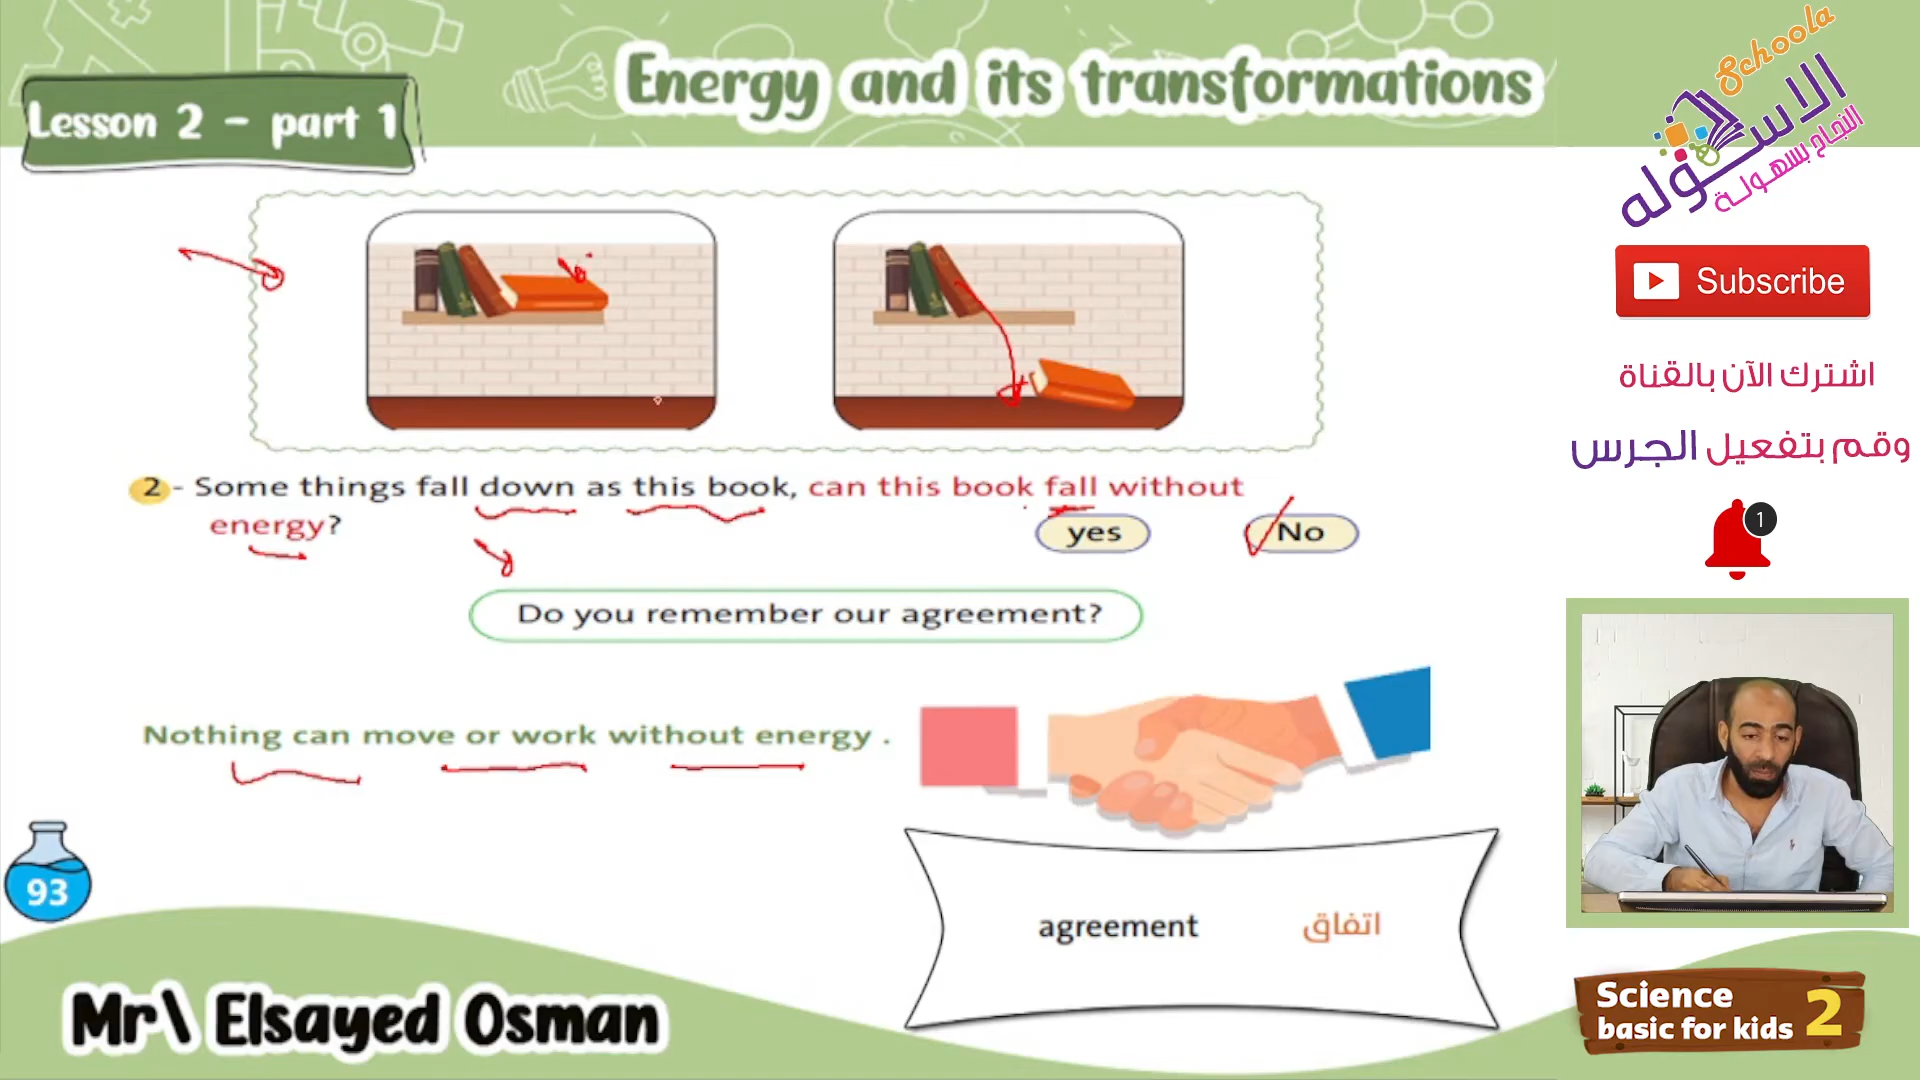 Energy and its transformations
Lesson 2 - part 1
Schoola
الاسكوله
النجاح بسهولة
Subscribe
اشترك الآن بالقناة
وقم بتفعيل الجرس
1
2 - Some things fall down as this book, can this book fall without
energy?
yes
No
Do you remember our agreement?
Nothing can move or work without energy .
93
agreement
اتفاق
Mr\ Elsayed Osman
Science
basic for kids 2